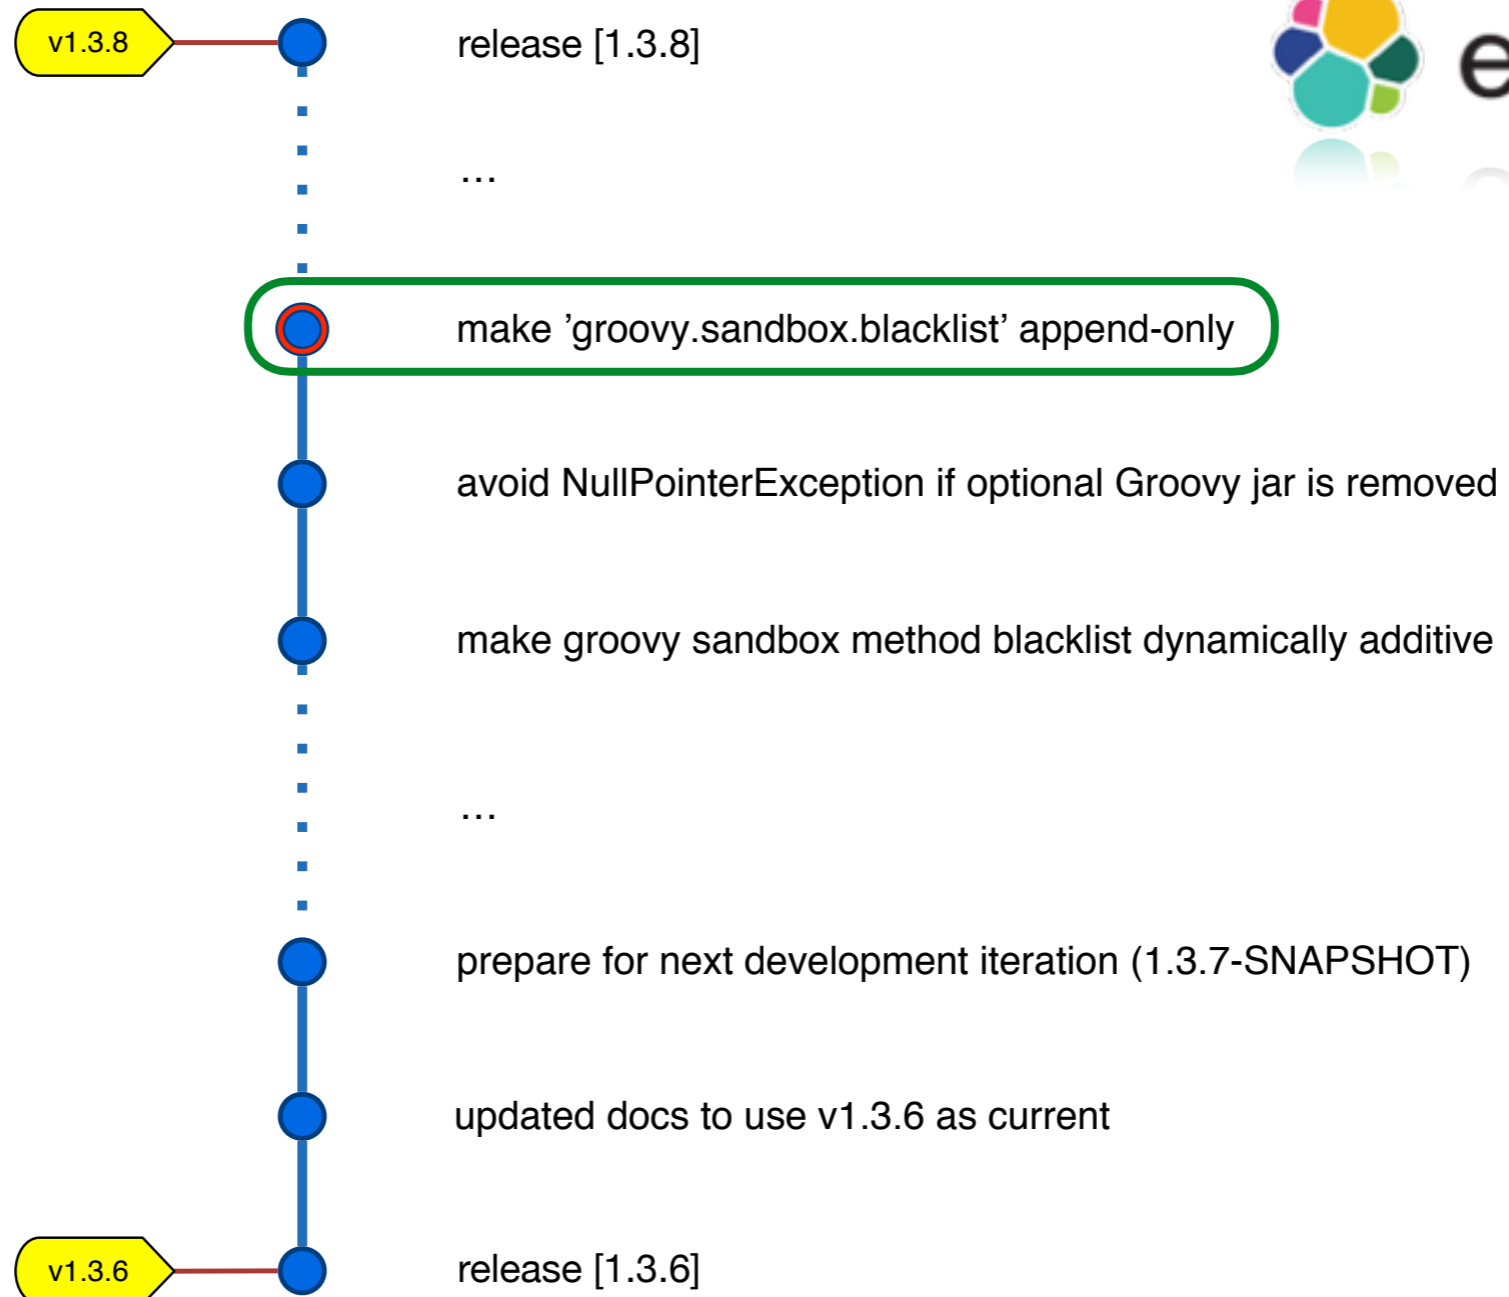 v1.3.8 release [1.3.8]
e
…
make ’groovy.sandbox.blacklist’ append-only
avoid NullPointerException if optional Groovy jar is removed
make groovy sandbox method blacklist dynamically additive
…
prepare for next development iteration (1.3.7-SNAPSHOT)
updated docs to use v1.3.6 as current
v1.3.6 release [1.3.6]